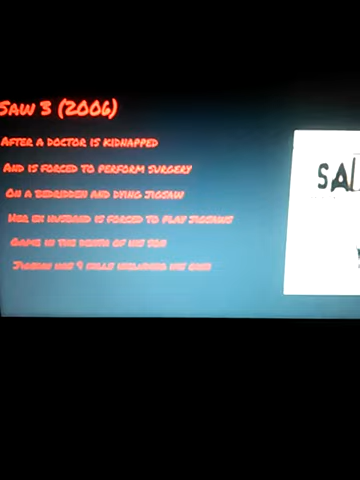 SAW 3 (2006)
AFTER A DOCTOR IS KIDNAPPED
AND IS FORCED TO PERFORM SURGERY
ON A BEDRIDDEN AND DYING JIGSAW
HER EX HUSBAND IS FORCED TO PLAY JIGSAWS
GAME IN THE DEATH OF HIS SON
JIGSAW HAS 9 KILLS INCLUDING HIS OWN
SA